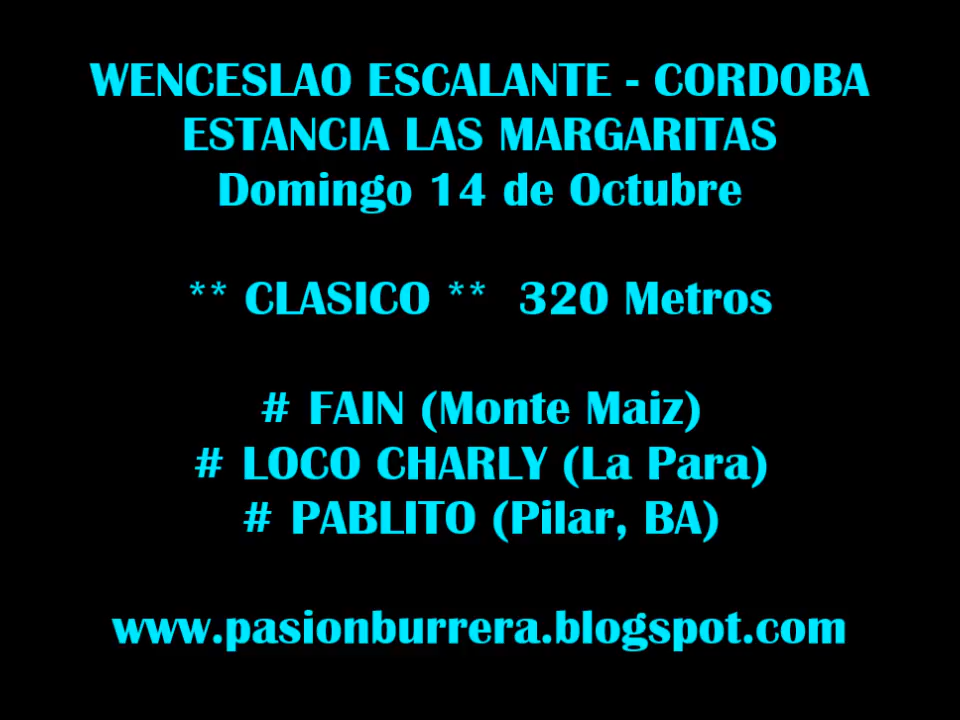 WENCESLAO ESCALANTE - CORDOBA
ESTANCIA LAS MARGARITAS
Domingo 14 de Octubre
** CLASICO ** 320 Metros
# FAIN (Monte Maiz)
# LOCO CHARLY (La Para)
# PABLITO (Pilar, BA)
www.pasionburrera.blogspot.com